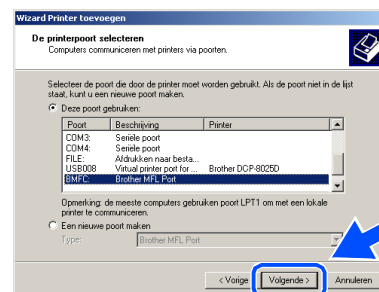 Wizard Printer toevoegen
De printerpoort selecteren
Computers communiceren met printers via poorten.
Selecteer de poort die door de printer moet worden gebruikt. Als de poort niet in de lijst
staat, kunt u een nieuwe poort maken.
Deze poort gebruiken:
Poort Beschrijving Printer
COM3: Seriële poort
COM4: Seriële poort
FILE: Afdrukken naar besta...
USB008 Virtual printer port for ... Brother DCP-8025D
BMFC: Brother MFL Port
Opmerking: de meeste computers gebruiken poort LPT1 om met een lokale
printer te communiceren.
Een nieuwe poort maken
Type: Brother MFL Port
< Vorige Volgende > Annuleren